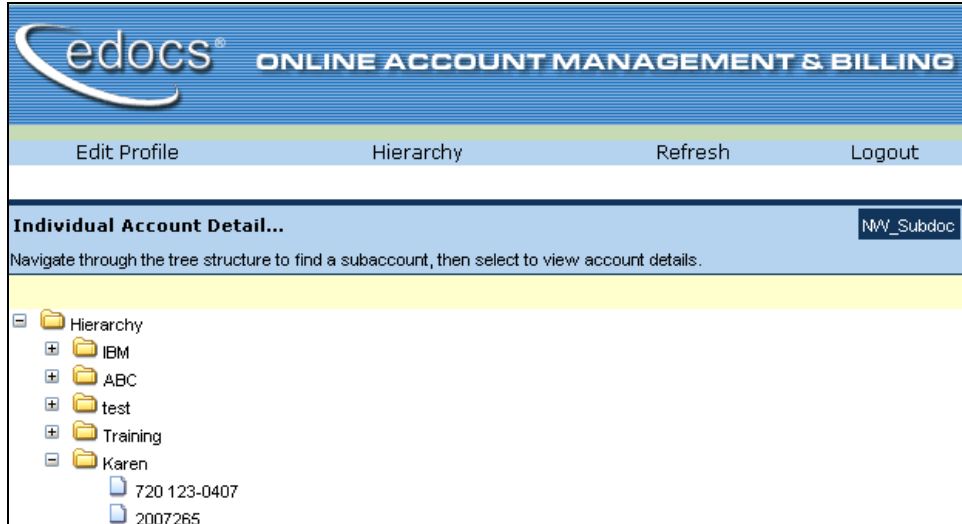 edocs®
ONLINE ACCOUNT MANAGEMENT & BILLING
Edit Profile Hierarchy Refresh Logout
Individual Account Detail... NW_Subdoc
Navigate through the tree structure to find a subaccount, then select to view account details.
Hierarchy
IBM
ABC
test
Training
Karen
720 123-0407
2007265